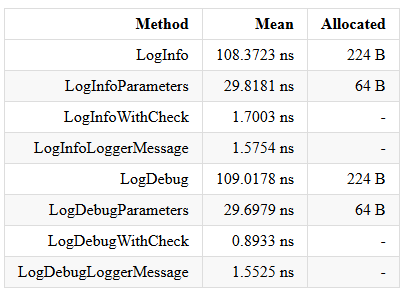 Method Mean Allocated
LogInfo 108.3723 ns 224 B
LogInfoParameters 29.8181 ns 64 B
LogInfoWithCheck 1.7003 ns -
LogInfoLoggerMessage 1.5754 ns -
LogDebug 109.0178 ns 224 B
LogDebugParameters 29.6979 ns 64 B
LogDebugWithCheck 0.8933 ns -
LogDebugLoggerMessage 1.5525 ns -